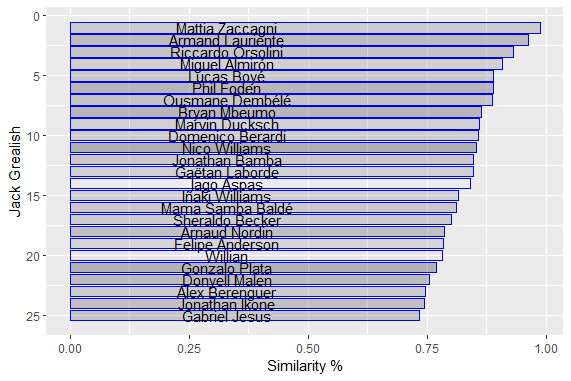 0
Mattia Zaccagni
Armand Laurienté
Riccardo Orsolini
Miguel Almirón
5
Lucas Boyé
Phil Foden
Ousmane Dembélé
Bryan Mbeumo
Marvin Ducksch
10
Domenico Berardi
Nico Williams
Jonathan Bamba
Gaëtan Laborde
Iago Aspas
15
Iñaki Williams
Mama Samba Baldé
Sheraldo Becker
Arnaud Nordin
Felipe Anderson
20
Willian
Gonzalo Plata
Donyell Malen
Álex Berenguer
Jonathan Ikone
25
Gabriel Jesus
Jack Grealish
0.00 0.25 0.50 0.75 1.00
Similarity %